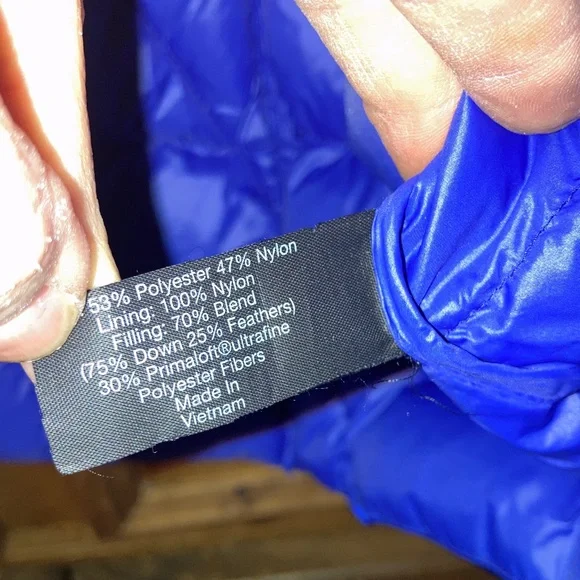 53% Polyester 47% Nylon
Lining: 100% Nylon
Filling: 70% Blend
(75% Down 25% Feathers)
30% Primaloft®ultrafine
Polyester Fibers
Made In
Vietnam